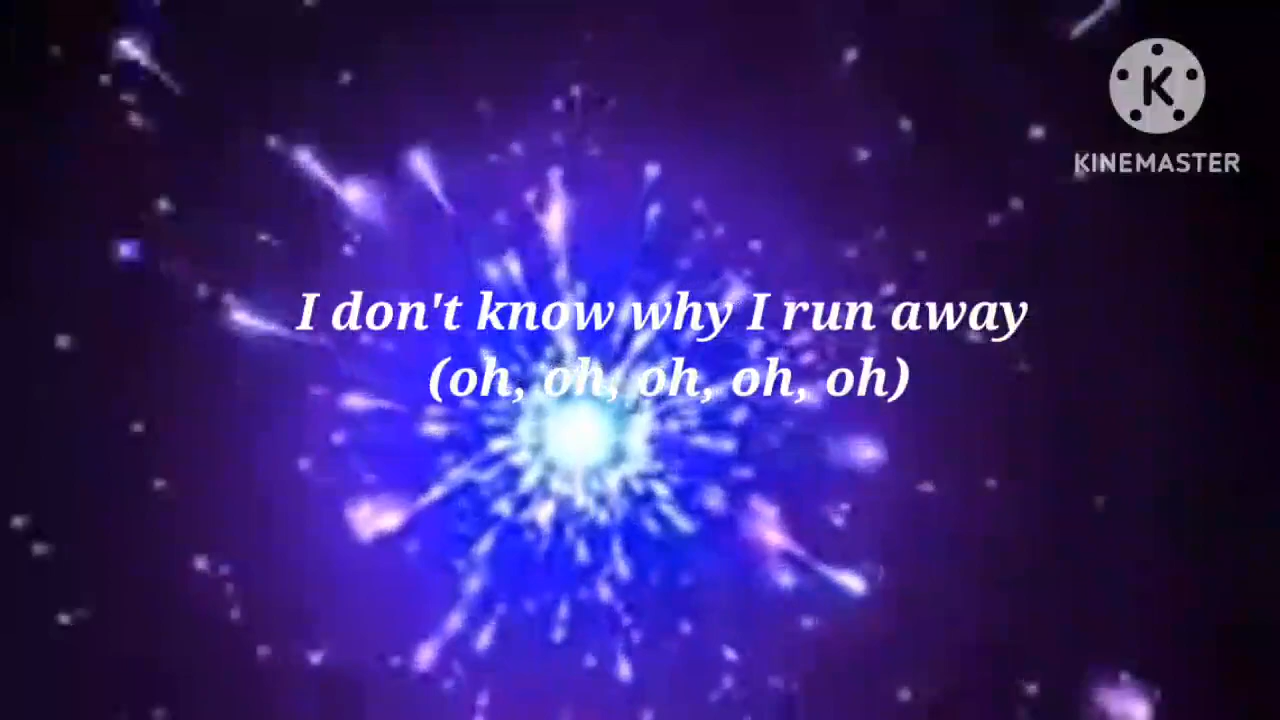 K
KINEMASTER
I don't know why I run away
(oh, oh, oh, oh, oh)